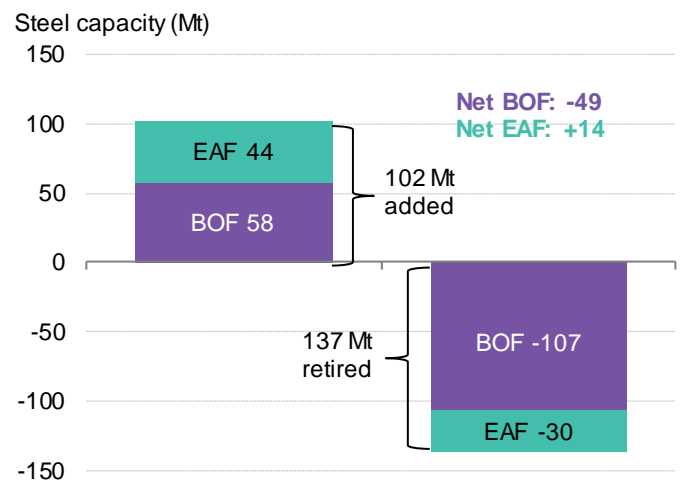 Steel capacity (Mt)
150
100
50
0
-50
-100
-150
Net BOF: -49
Net EAF: +14
EAF 44
BOF 58
102 Mt
added
137 Mt
retired
BOF -107
EAF -30